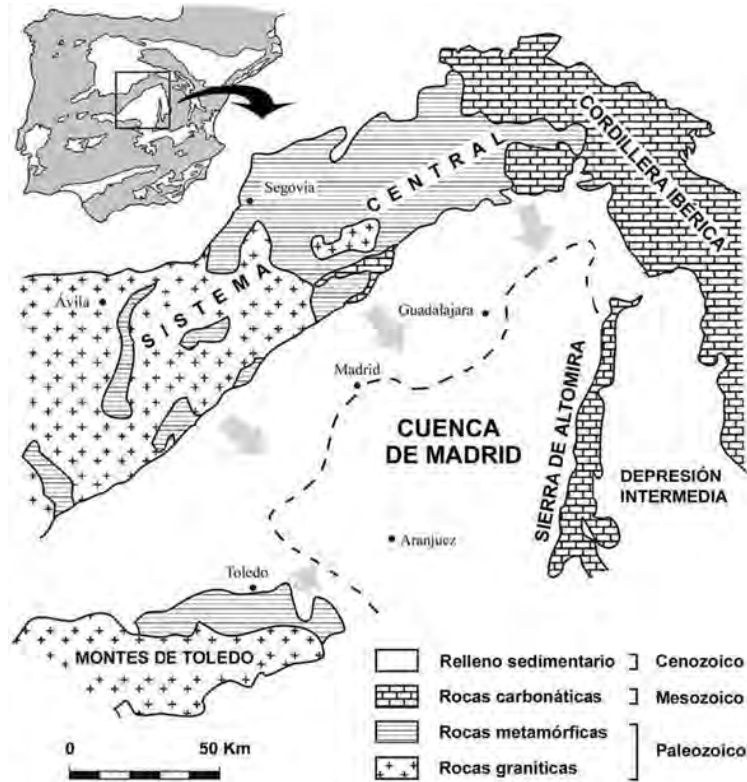 CORDILLERA IBÉRICA
SISTEMA CENTRAL
Segovia
Ávila
Guadalajara
Madrid
CUENCA
DE MADRID
SIERRA DE ALTOMIRA
DEPRESIÓN
INTERMEDIA
Aranjuez
Toledo
MONTES DE TOLEDO
Relleno sedimentario
Cenozoico
Rocas carbonáticas
Mesozoico
Rocas metamórficas
Rocas graníticas
Paleozoico
0 50 Km